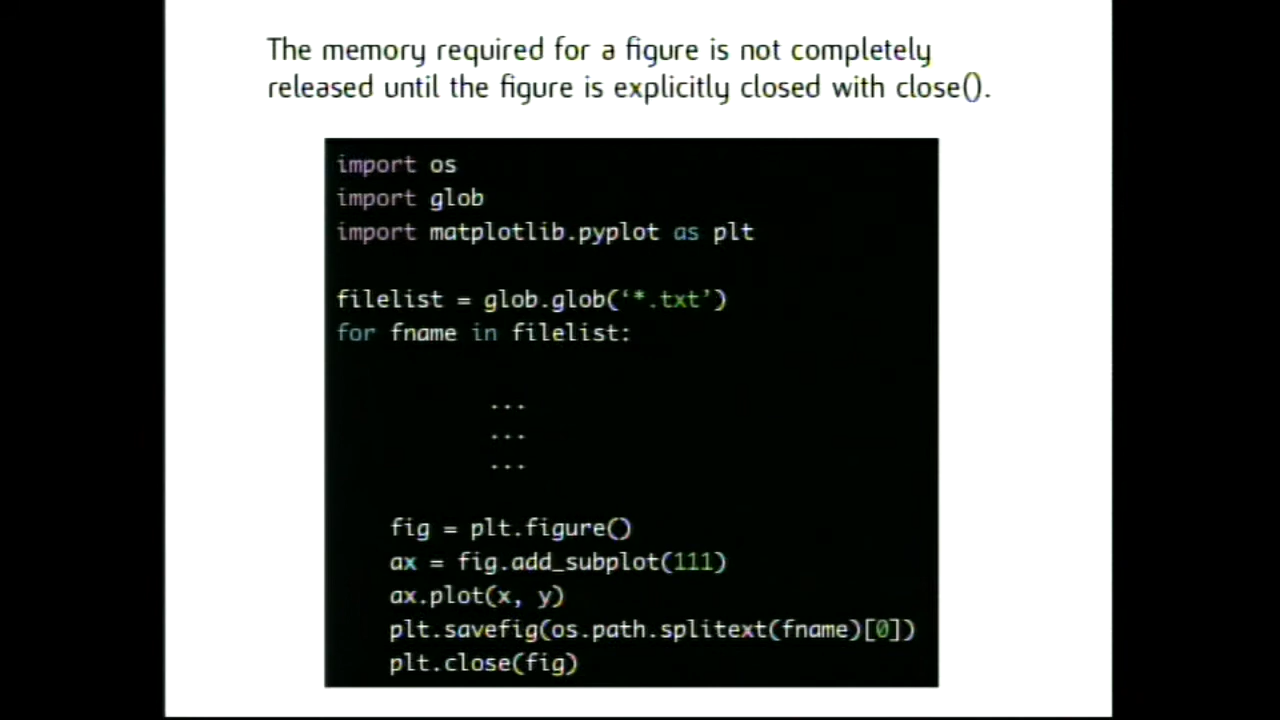 The memory required for a figure is not completely
released until the figure is explicitly closed with close().
import os
import glob
import matplotlib.pyplot as plt
filelist = glob.glob(‘*.txt’)
for fname in filelist:
...
...
...
fig = plt.figure()
ax = fig.add_subplot(111)
ax.plot(x, y)
plt.savefig(os.path.splitext(fname)[0])
plt.close(fig)